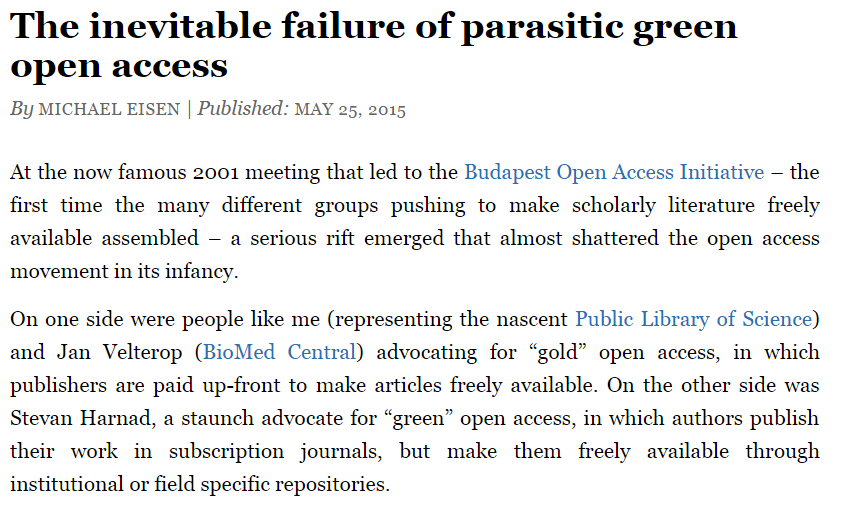 The inevitable failure of parasitic green
open access
By MICHAEL EISEN | Published: MAY 25, 2015
At the now famous 2001 meeting that led to the Budapest Open Access Initiative – the
first time the many different groups pushing to make scholarly literature freely
available assembled – a serious rift emerged that almost shattered the open access
movement in its infancy.
On one side were people like me (representing the nascent Public Library of Science)
and Jan Velterop (BioMed Central) advocating for “gold” open access, in which
publishers are paid up-front to make articles freely available. On the other side was
Stevan Harnad, a staunch advocate for “green” open access, in which authors publish
their work in subscription journals, but make them freely available through
institutional or field specific repositories.